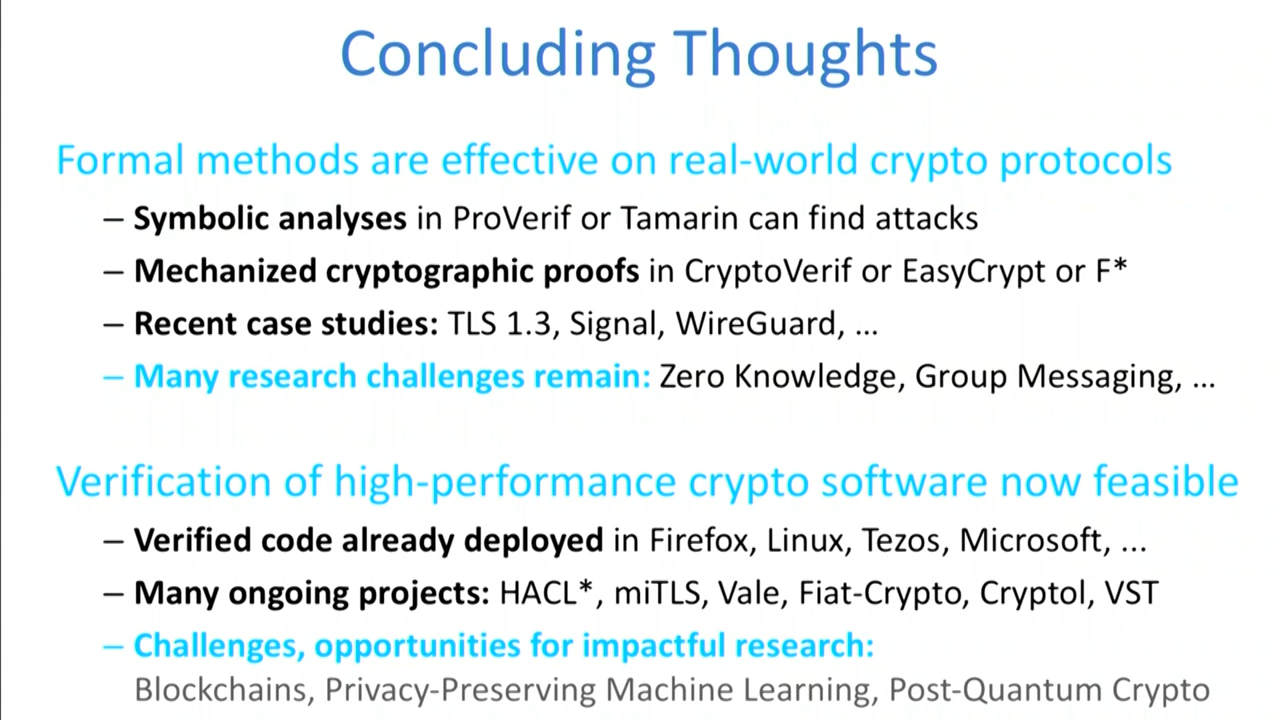 Concluding Thoughts
Formal methods are effective on real-world crypto protocols
– Symbolic analyses in ProVerif or Tamarin can find attacks
– Mechanized cryptographic proofs in CryptoVerif or EasyCrypt or F*
– Recent case studies: TLS 1.3, Signal, WireGuard, ...
– Many research challenges remain: Zero Knowledge, Group Messaging, ...
Verification of high-performance crypto software now feasible
– Verified code already deployed in Firefox, Linux, Tezos, Microsoft, ...
– Many ongoing projects: HACL*, miTLS, Vale, Fiat-Crypto, Cryptol, VST
– Challenges, opportunities for impactful research:
Blockchains, Privacy-Preserving Machine Learning, Post-Quantum Crypto